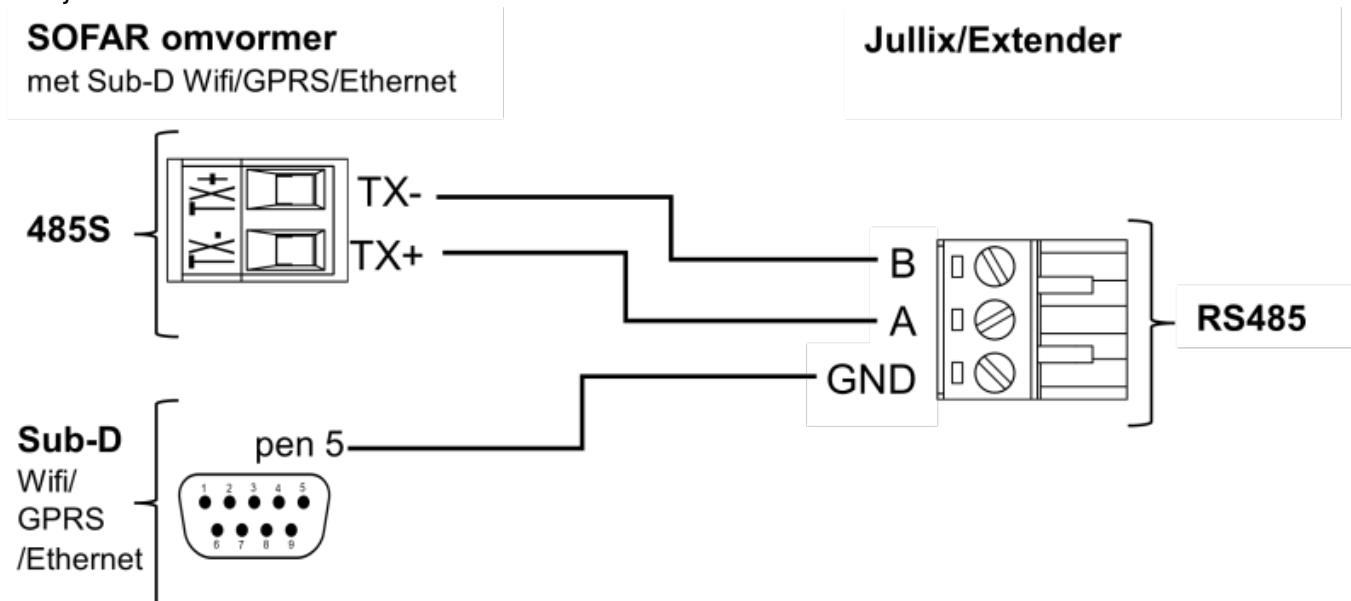 SOFAR omvormer
met Sub-D Wifi/GPRS/Ethernet
Jullix/Extender
485S
TX+
TX-
TX-
TX+
B
A
GND
RS485
Sub-D
Wifi/
GPRS
/Ethernet
pen 5
1 2 3 4 5
6 7 8 9